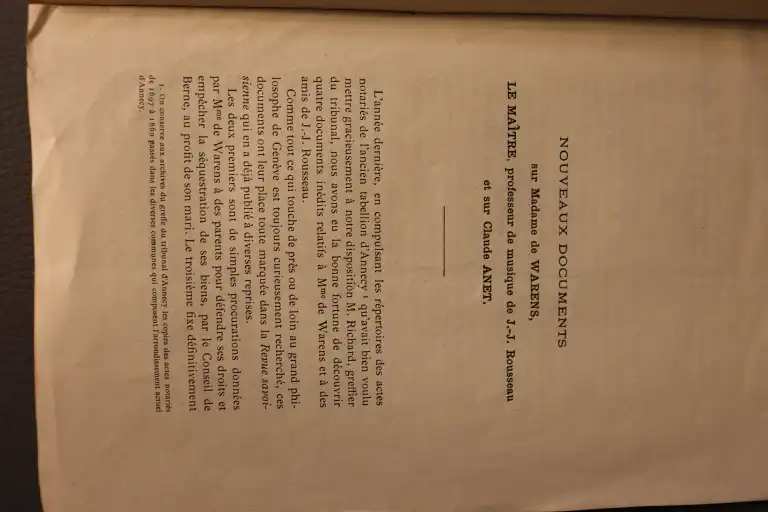 NOUVEAUX DOCUMENTS
sur Madame de WARENS,
LE MAÎTRE, professeur de musique de J.-J. Rousseau
et sur Claude ANET.
L'année dernière, en compulsant les répertoires des actes
notariés de l'ancien tabellion d'Annecy ¹ qu'avait bien voulu
mettre gracieusement à notre disposition M. Richard, greffier
du tribunal, nous avons eu la bonne fortune de découvrir
quatre documents inédits relatifs à Mme de Warens et à des
amis de J.-J. Rousseau.
Comme tout ce qui touche de près ou de loin au grand phi-
losophe de Genève est toujours curieusement recherché, ces
documents ont leur place toute marquée dans la Revue savoi-
sienne qui en a déjà publié à diverses reprises.
Les deux premiers sont de simples procurations données
par Mme de Warens à des parents pour défendre ses droits et
empêcher la séquestration de ses biens, par le Conseil de
Berne, au profit de son mari. Le troisième fixe définitivement
1. On conserve aux archives du greffe du tribunal d'Annecy les copies des actes notariés
de 1697 à 1860 passés dans les diverses communes qui composent l'arrondissement actuel
d'Annecy.